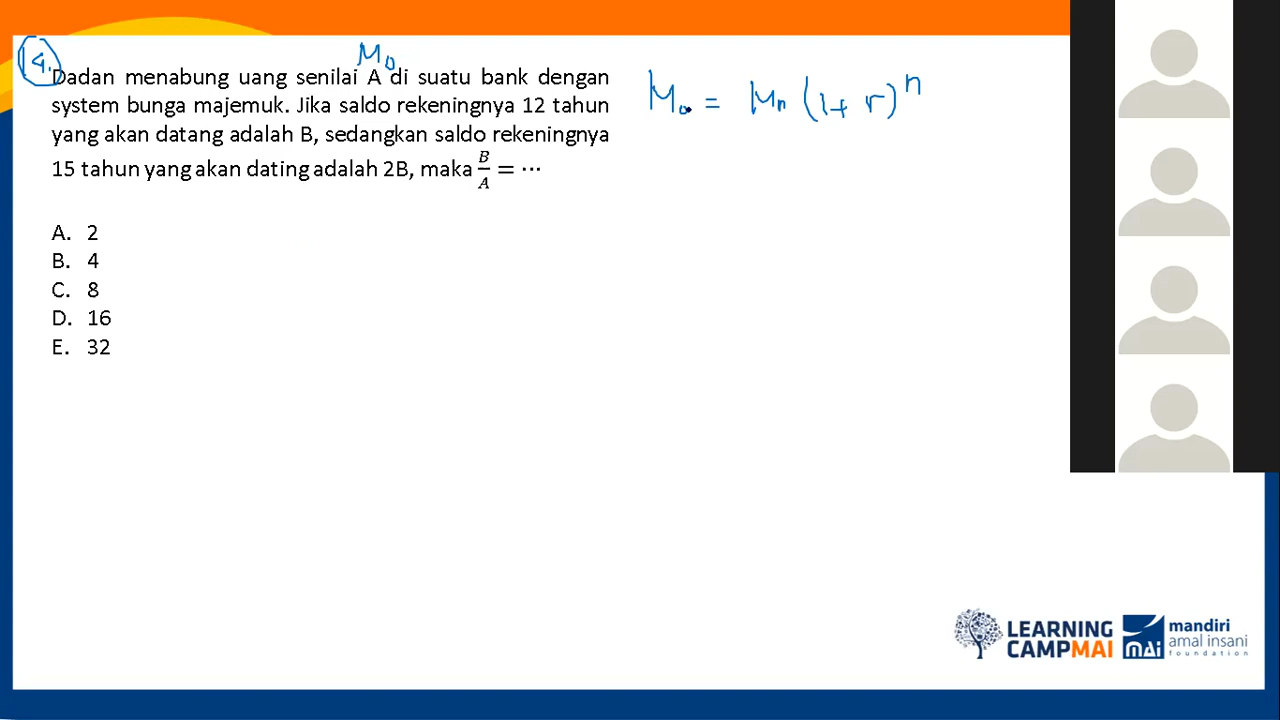 14.
M₀
Dadan menabung uang senilai A di suatu bank dengan
system bunga majemuk. Jika saldo rekeningnya 12 tahun
yang akan datang adalah B, sedangkan saldo rekeningnya
15 tahun yang akan dating adalah 2B, maka B/A = ⋯
A. 2
B. 4
C. 8
D. 16
E. 32
M₀ = Mₙ (1+ r)ⁿ
LEARNING
CAMPMAI
mai
mandiri
amal insani
foundation